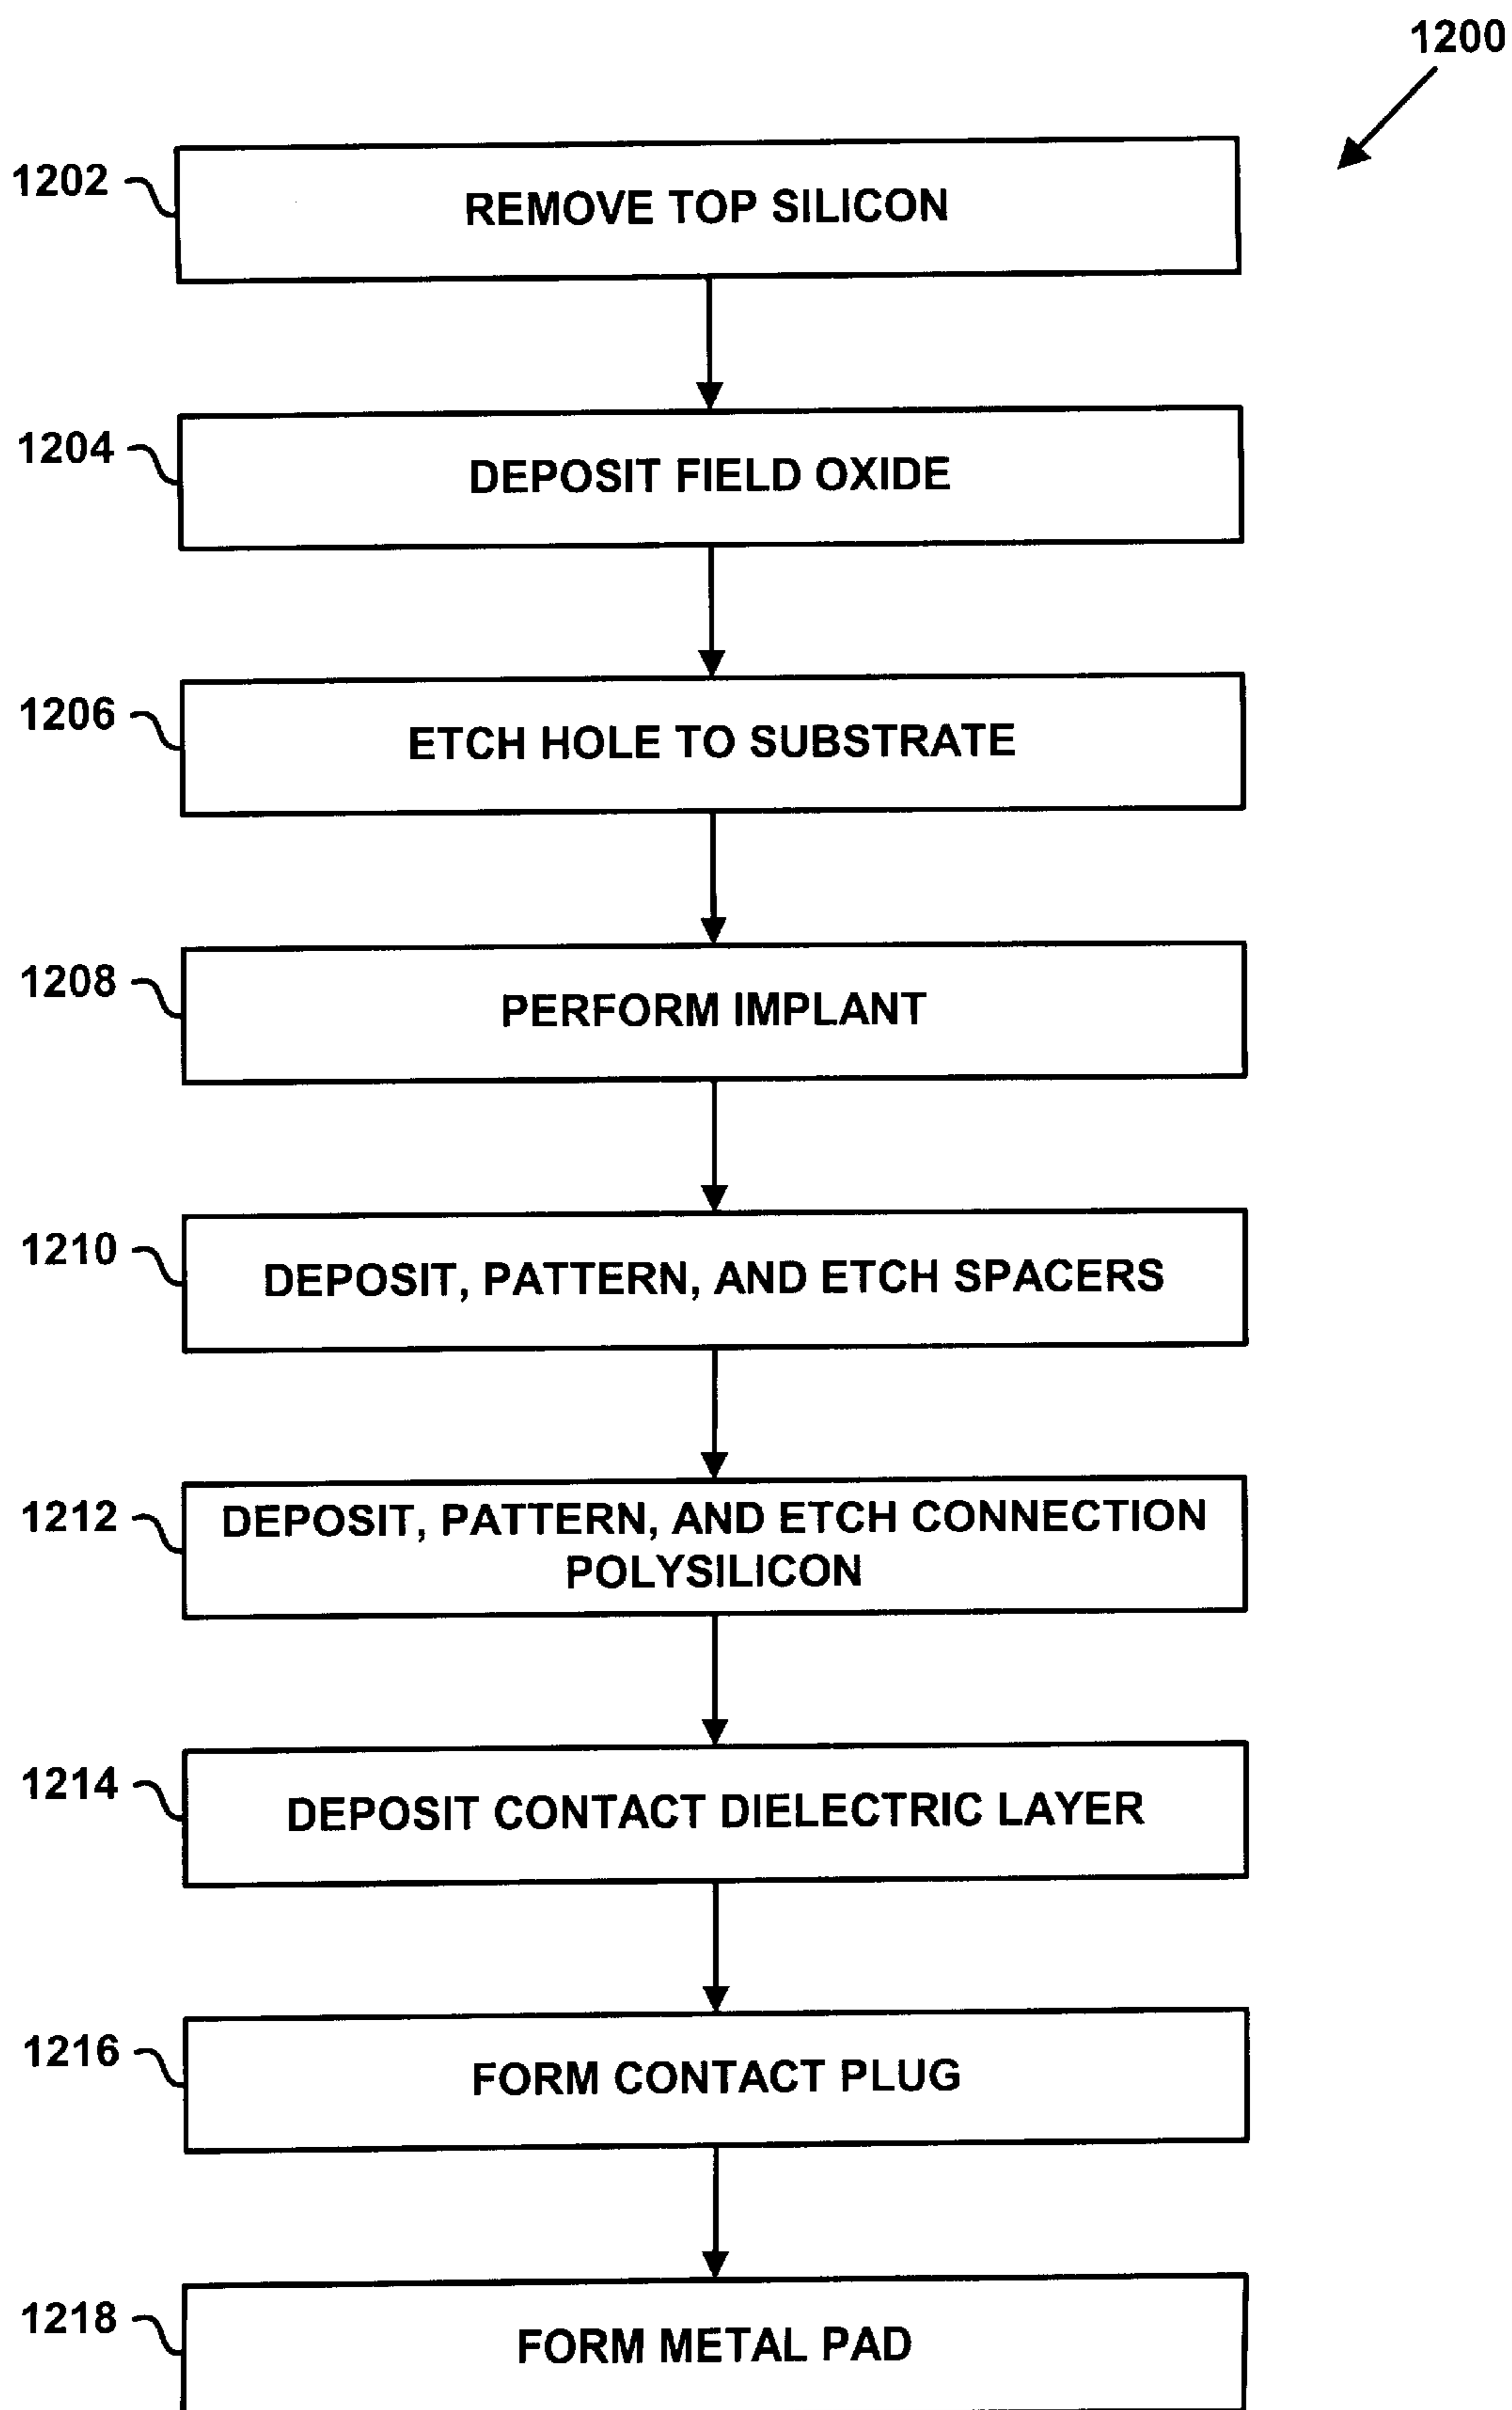 1200
1202
REMOVE TOP SILICON
1204
DEPOSIT FIELD OXIDE
1206
ETCH HOLE TO SUBSTRATE
1208
PERFORM IMPLANT
1210
DEPOSIT, PATTERN, AND ETCH SPACERS
1212
DEPOSIT, PATTERN, AND ETCH CONNECTION
POLYSILICON
1214
DEPOSIT CONTACT DIELECTRIC LAYER
1216
FORM CONTACT PLUG
1218
FORM METAL PAD